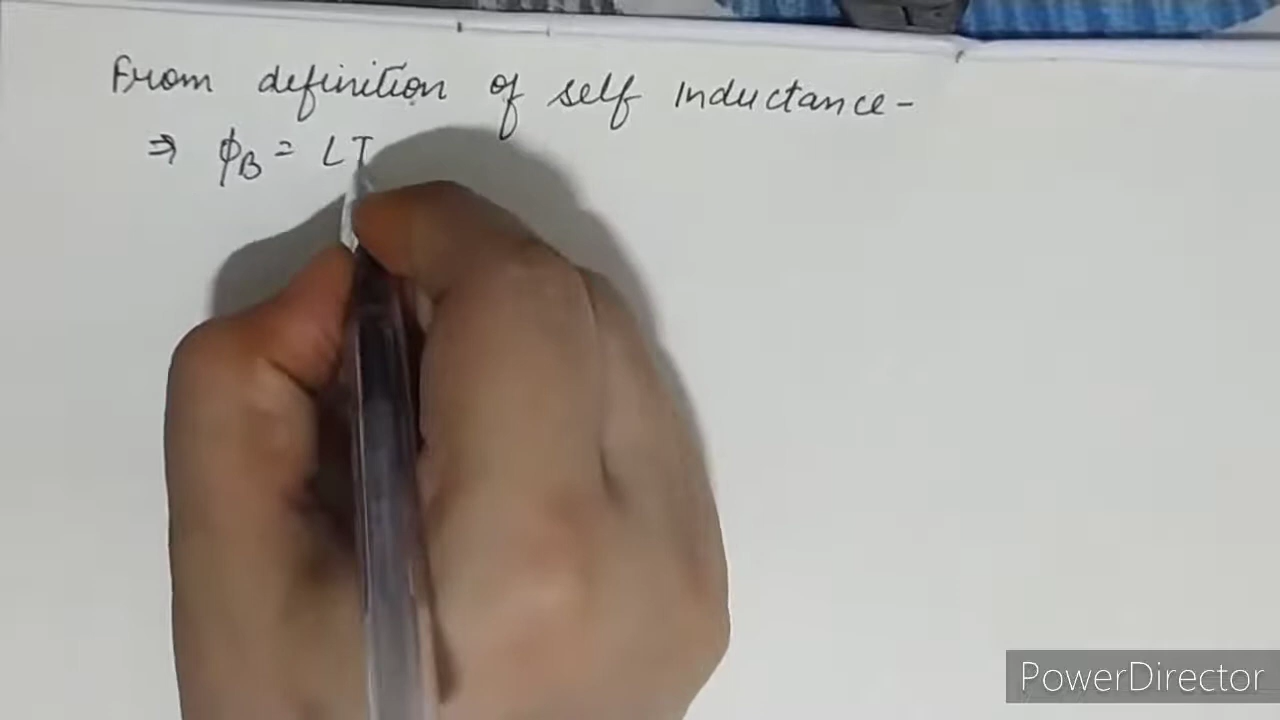 From definition of self inductance-
⇒ ϕB = LI
PowerDirector